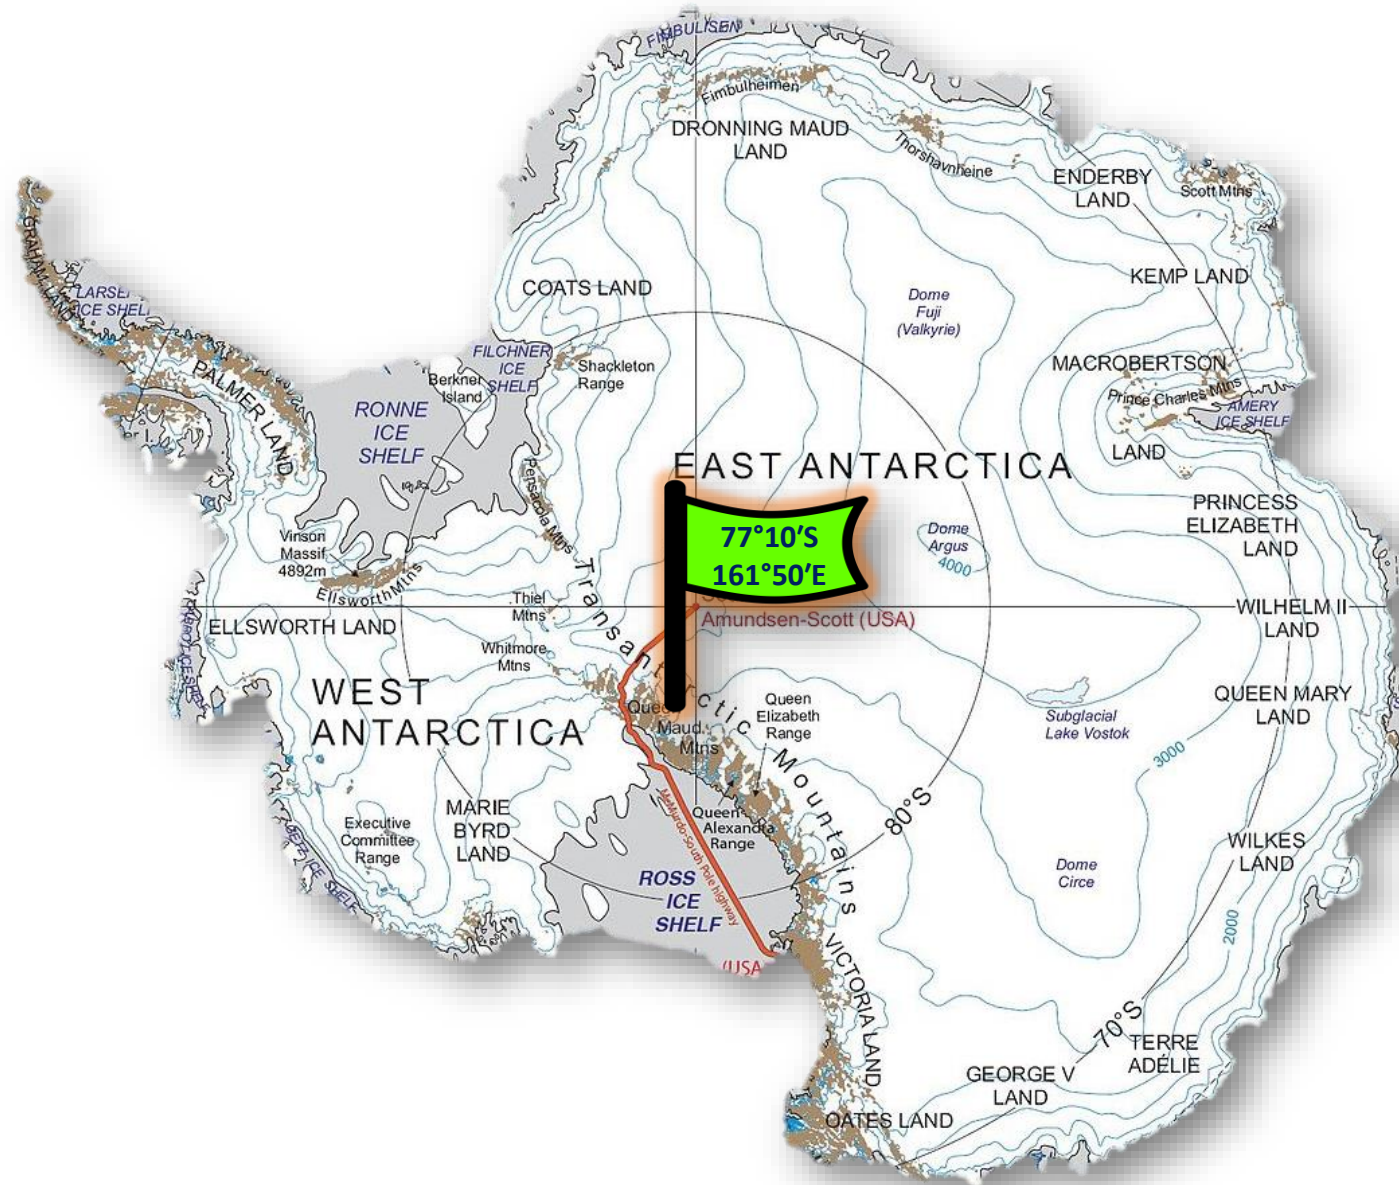 FIMBULISEN
Fimbulheimen
DRONNING MAUD
LAND
Thorshavnheine
ENDERBY
LAND
Scott Mtns
GRAHAM LAND
ICE SHELF
COATS LAND
KEMP LAND
Dome
Fuji
(Valkyrie)
FILCHNER
ICE
SHELF
Shackleton
Range
Berkner
Island
PALMER LAND
RONNE
ICE
SHELF
MACROBERTSON
Prince Charles Mtns
AMERY
ICE SHELF
LAND
EAST ANTARCTICA
Pensacola Mtns
PRINCESS
ELIZABETH
LAND
77°10′S
161°50′E
Dome
Argus
4000
Vinson
Massif
4892m
Ellsworth Mtns
Thiel
Mtns
Amundsen-Scott (USA)
WILHELM II
LAND
ELLSWORTH LAND
Whitmore
Mtns
Transantarctic Mountains
WEST
ANTARCTICA
Queen
Maud
Mtns
Queen
Elizabeth
Range
QUEEN MARY
LAND
Subglacial
Lake Vostok
3000
MARIE
BYRD
LAND
McMurdo-South Pole highway
Queen
Alexandra
Range
80°S
Executive
Committee
Range
WILKES
LAND
Dome
Circe
ROSS
ICE
SHELF
GETZ ICE SHELF
2000
(USA
VICTORIA LAND
70°S
TERRE
ADÉLIE
GEORGE V
LAND
OATES LAND